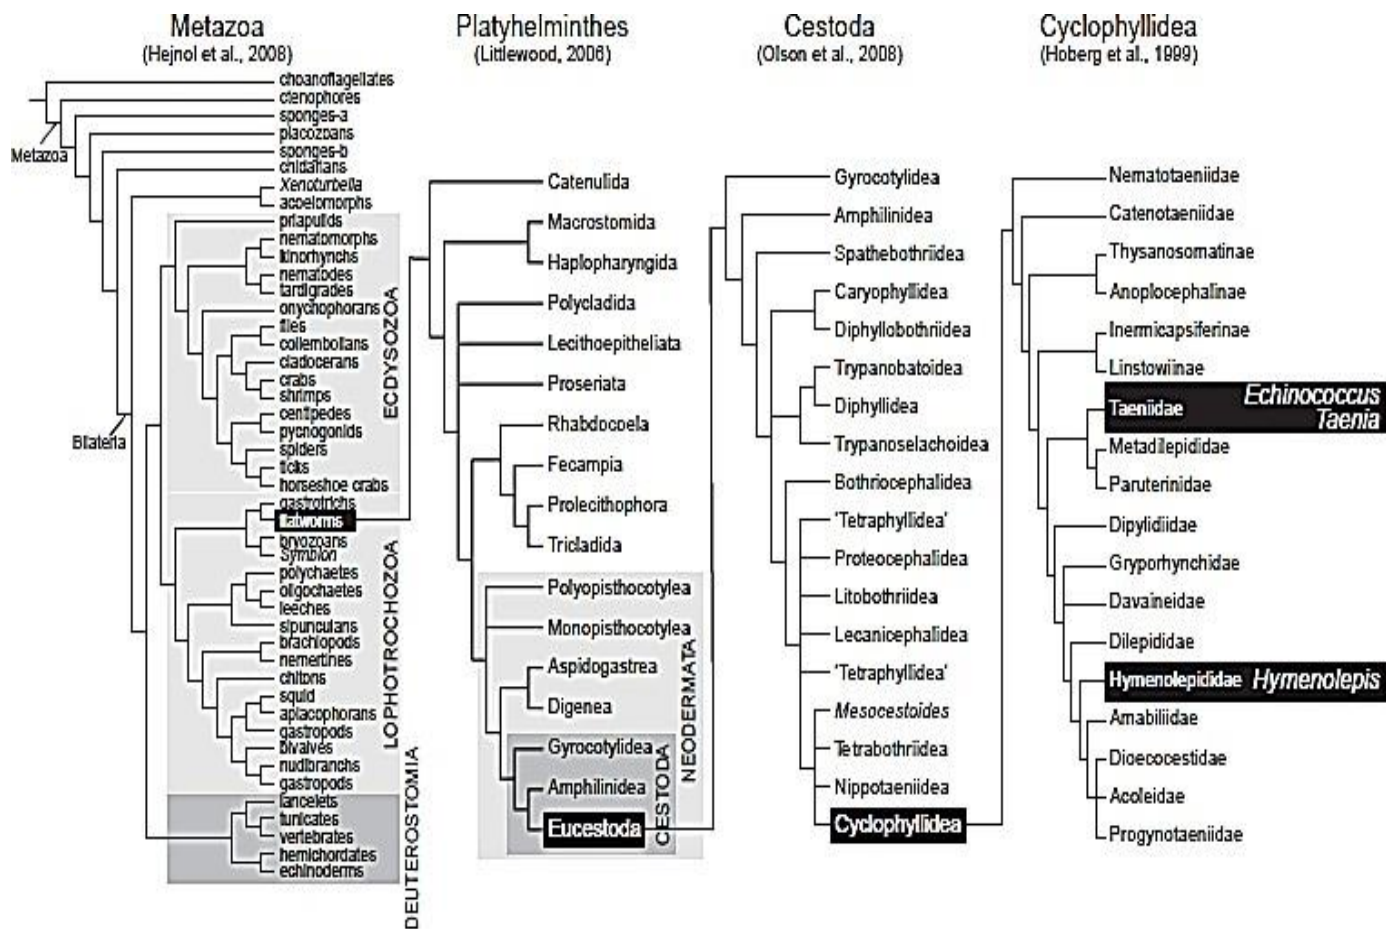 Metazoa
(Hejnol et al., 2008)
choanoflagellates
ctenophores
sponges-a
placozoans
sponges-b
cnidarians
Xenoturbella
acoelomorphs
priapulids
nematomorphs
kinorhynchs
nematodes
tardigrades
onychophorans
flies
collembolans
cladocerans
crabs
shrimps
centipedes
pycnogonids
spiders
ticks
horseshoe crabs
gastrotrichs
flatworms
bryozoans
Symbion
polychaetes
oligochaetes
leeches
sipunculans
brachiopods
nemertines
chitons
squid
aplacophorans
gastropods
bivalves
nudibranchs
gastropods
lancelets
tunicates
vertebrates
hemichordates
echinoderms
Metazoa
Bilateria
ECDYSOZOA
LOPHOTROCHOZOA
DEUTEROSTOMIA
Platyhelminthes
(Littlewood, 2006)
Catenulida
Macrostomida
Haplopharyngida
Polycladida
Lecithoepitheliata
Proseriata
Rhabdocoela
Fecampia
Prolecithophora
Tricladida
Polyopisthocotylea
Monopisthocotylea
Aspidogastrea
Digenea
Gyrocotylidea
Amphilinidea
Eucestoda
CESTODA
NEODERMATA
Cestoda
(Olson et al., 2008)
Gyrocotylidea
Amphilinidea
Spathebothriidea
Caryophyllidea
Diphyllobothriidea
Trypanobatoidea
Diphyllidea
Trypanoselachoidea
Bothriocephalidea
'Tetraphyllidea'
Proteocephalidea
Litobothriidea
Lecanicephalidea
'Tetraphyllidea'
Mesocestoides
Tetrabothriidea
Nippotaeniidea
Cyclophyllidea
Cyclophyllidea
(Hoberg et al., 1999)
Nematotaeniidae
Catenotaeniidae
Thysanosomatinae
Anoplocephalinae
Inermicapsiferinae
Linstowiinae
Taeniidae Echinococcus
Taenia
Metadilepididae
Paruterinidae
Dipylidiidae
Gryporhynchidae
Davaineidae
Dilepididae
Hymenolepididae Hymenolepis
Amabiliidae
Dioecocestidae
Acoleidae
Progynotaeniidae